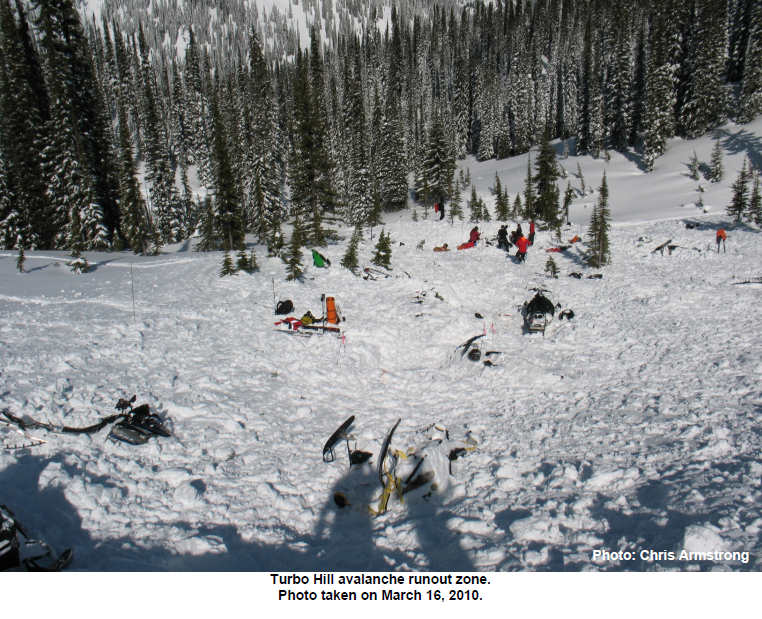 Photo: Chris Armstrong
Turbo Hill avalanche runout zone.
Photo taken on March 16, 2010.